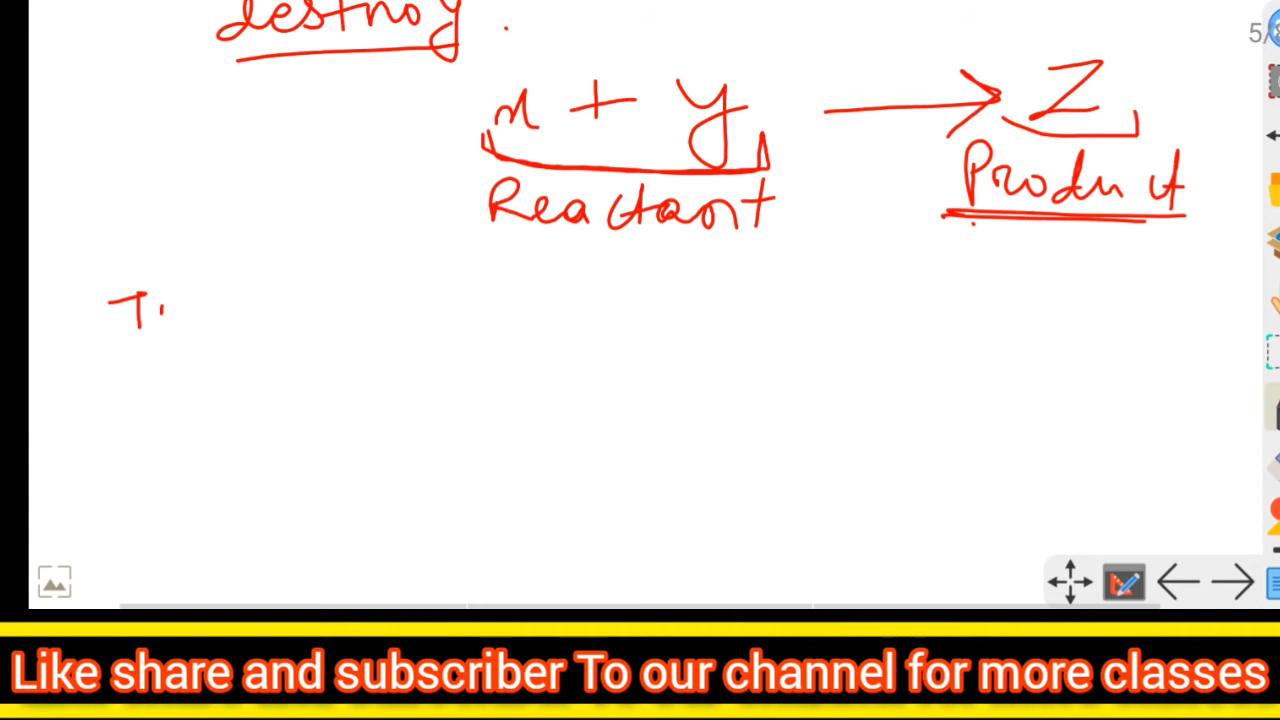 destroy.
5/
x + y → Z
Reactant Product
T
Like share and subscriber To our channel for more classes